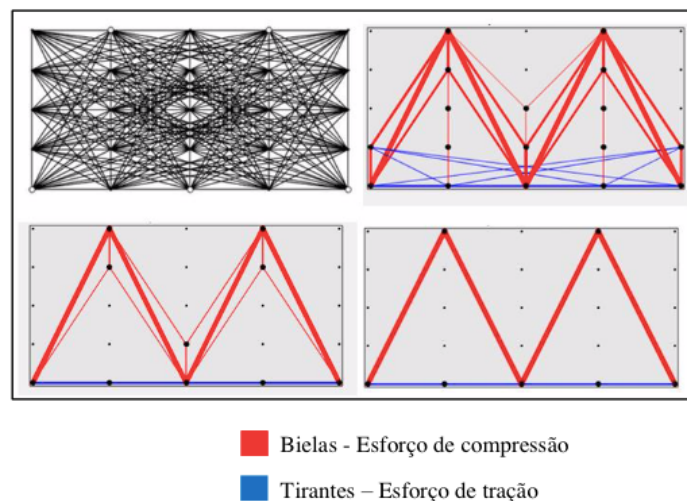 Bielas - Esforço de compressão
Tirantes – Esforço de tração